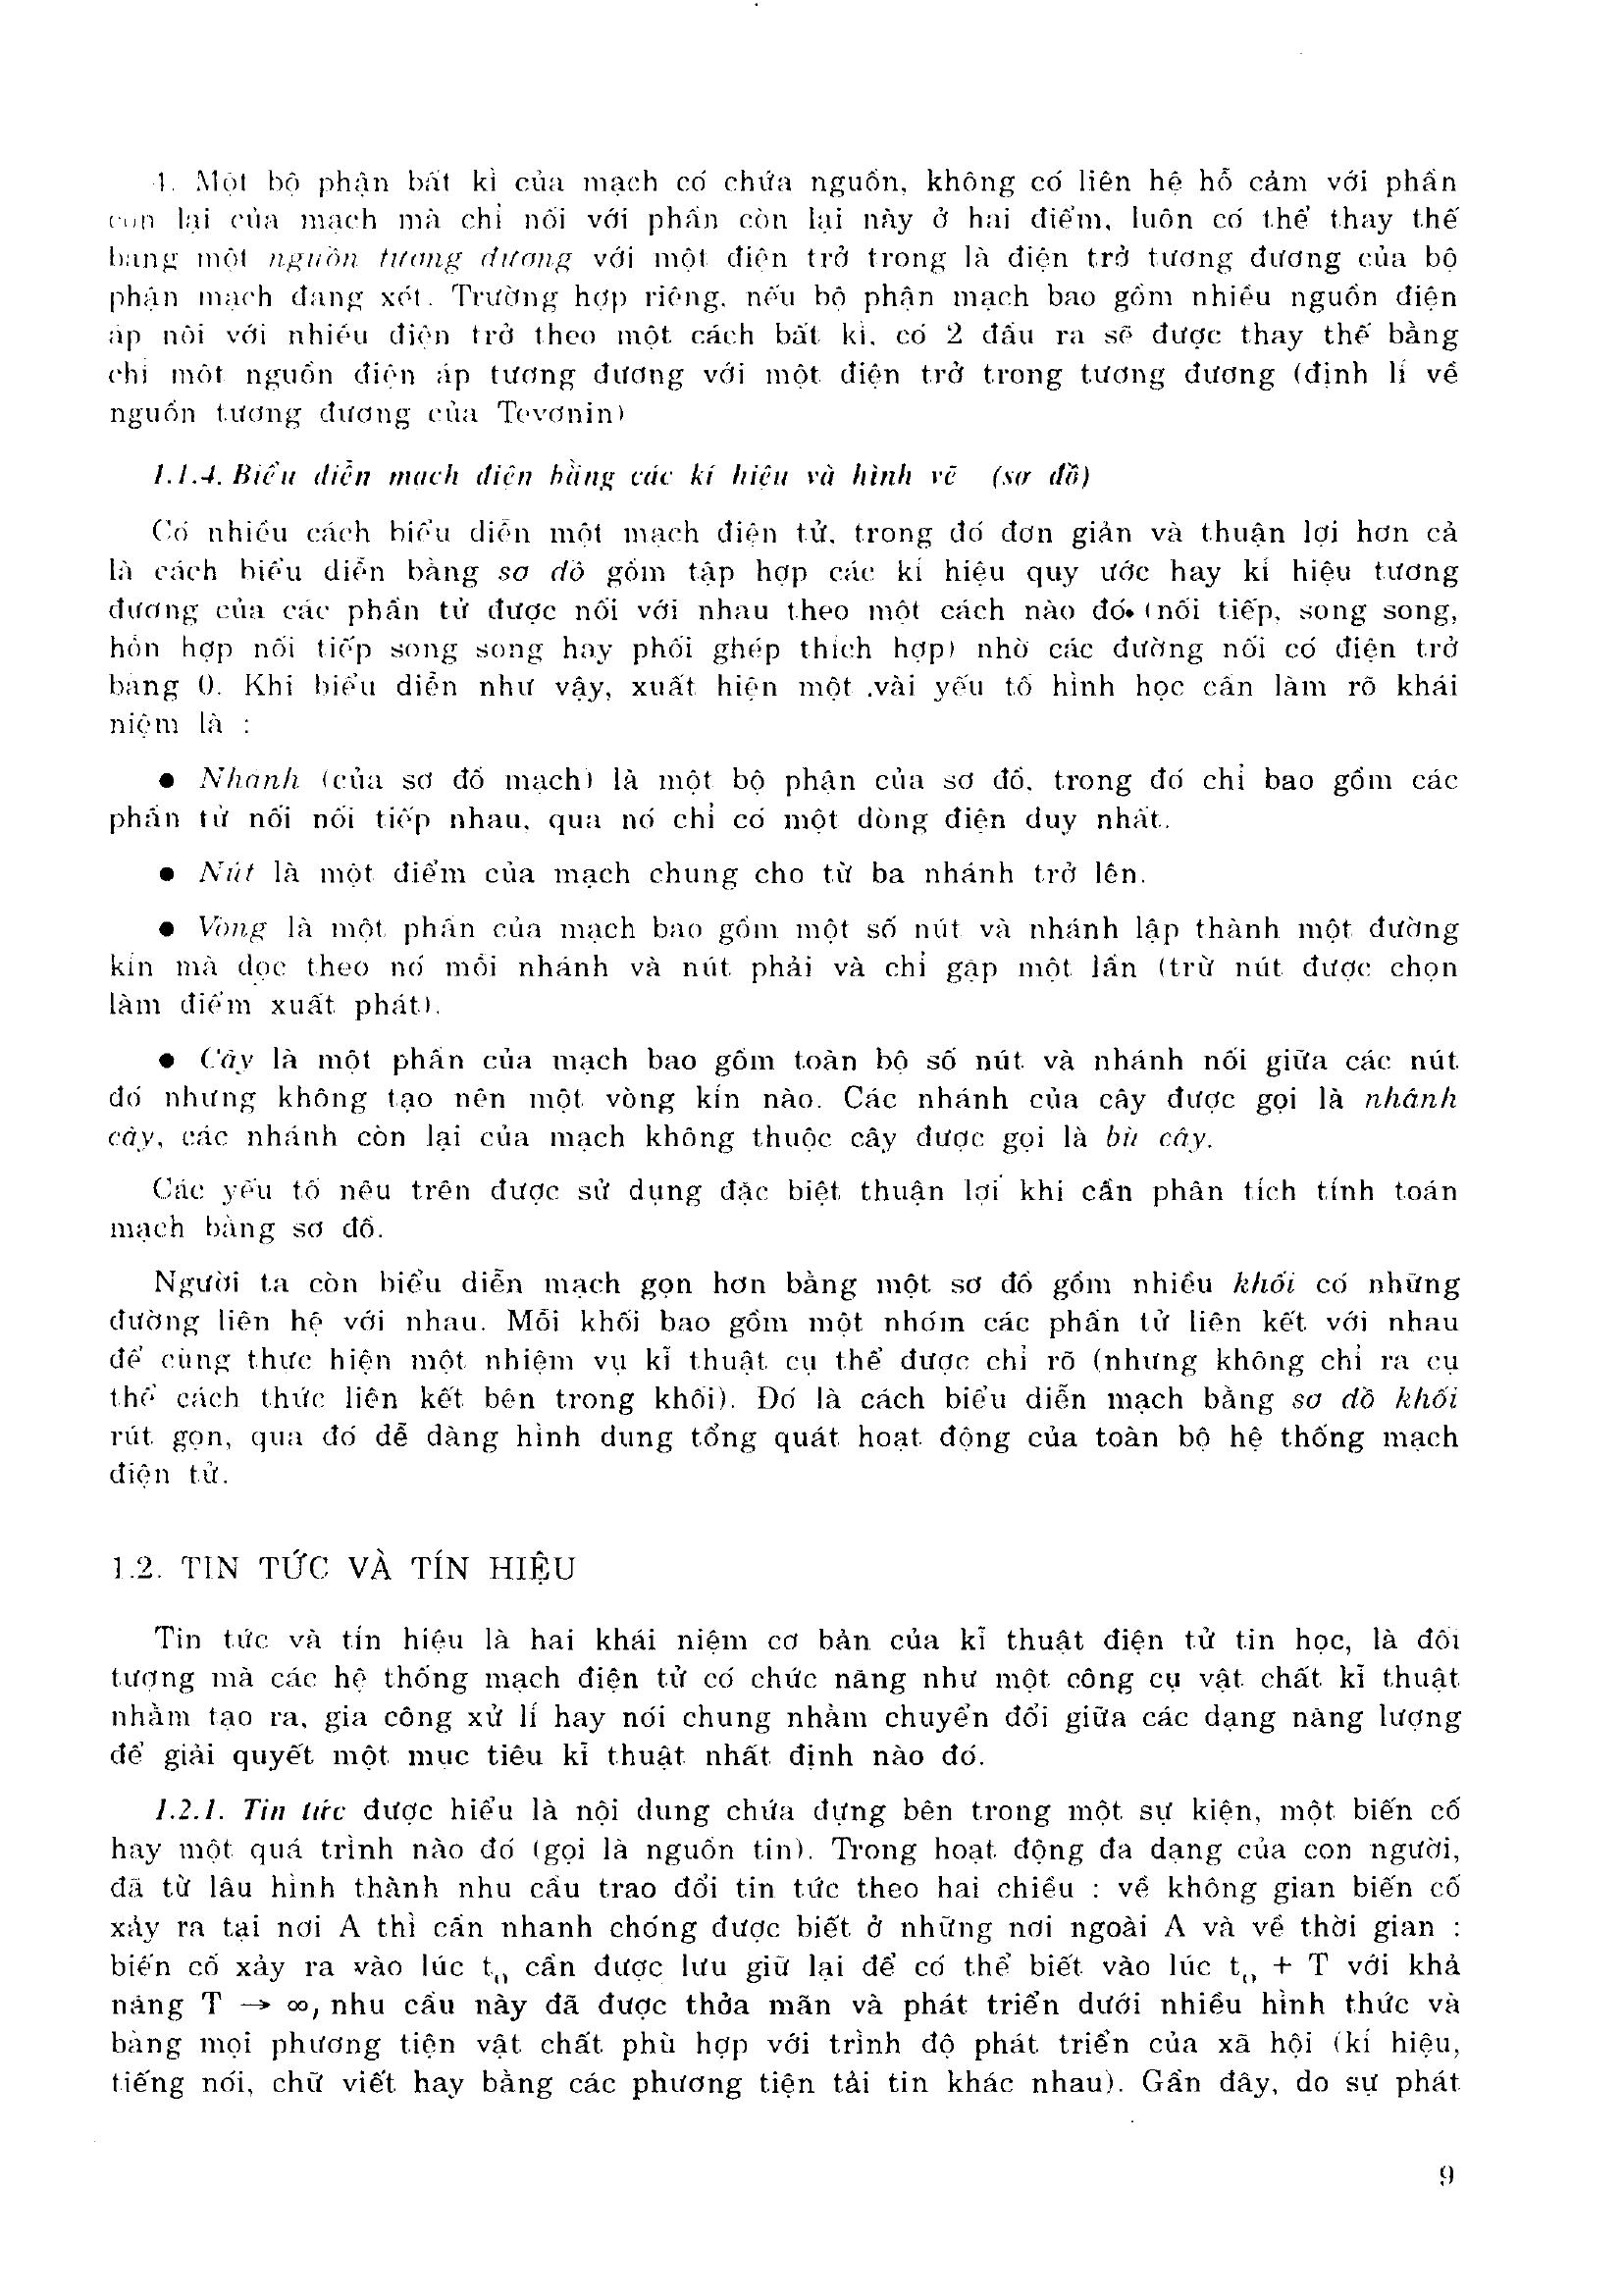 4. Một bộ phận bất kì của mạch có chứa nguồn, không có liên hệ hỗ cảm với phần
còn lại của mạch mà chỉ nối với phần còn lại này ở hai điểm, luôn có thể thay thế
bằng một nguồn tương đương với một điện trở trong là điện trở tương đương của bộ
phận mạch đang xét. Trường hợp riêng, nếu bộ phận mạch bao gồm nhiều nguồn điện
áp nối với nhiều điện trở theo một cách bất kì, có 2 đầu ra sẽ được thay thế bằng
chỉ một nguồn điện áp tương đương với một điện trở trong tương đương (định lí về
nguồn tương đương của Tevơnin)
1.1.4. Biểu diễn mạch điện bằng các kí hiệu và hình vẽ (sơ đồ)
Có nhiều cách biểu diễn một mạch điện tử, trong đó đơn giản và thuận lợi hơn cả
là cách biểu diễn bằng sơ đồ gồm tập hợp các kí hiệu quy ước hay kí hiệu tương
đương của các phần tử được nối với nhau theo một cách nào đó (nối tiếp, song song,
hỗn hợp nối tiếp song song hay phối ghép thích hợp) nhờ các đường nối có điện trở
bằng 0. Khi biểu diễn như vậy, xuất hiện một vài yếu tố hình học cần làm rõ khái
niệm là :
● Nhánh (của sơ đồ mạch) là một bộ phận của sơ đồ, trong đó chỉ bao gồm các
phần tử nối nối tiếp nhau, qua nó chỉ có một dòng điện duy nhất.
● Nút là một điểm của mạch chung cho từ ba nhánh trở lên.
● Vòng là một phần của mạch bao gồm một số nút và nhánh lập thành một đường
kín mà dọc theo nó mỗi nhánh và nút phải và chỉ gặp một lần (trừ nút được chọn
làm điểm xuất phát).
● Cây là một phần của mạch bao gồm toàn bộ số nút và nhánh nối giữa các nút
đó nhưng không tạo nên một vòng kín nào. Các nhánh của cây được gọi là nhánh
cây, các nhánh còn lại của mạch không thuộc cây được gọi là bù cây.
Các yếu tố nêu trên được sử dụng đặc biệt thuận lợi khi cần phân tích tính toán
mạch bằng sơ đồ.
Người ta còn biểu diễn mạch gọn hơn bằng một sơ đồ gồm nhiều khối có những
đường liên hệ với nhau. Mỗi khối bao gồm một nhóm các phần tử liên kết với nhau
để cùng thực hiện một nhiệm vụ kĩ thuật cụ thể được chỉ rõ (nhưng không chỉ ra cụ
thể cách thức liên kết bên trong khối). Đó là cách biểu diễn mạch bằng sơ đồ khối
rút gọn, qua đó dễ dàng hình dung tổng quát hoạt động của toàn bộ hệ thống mạch
điện tử.
1.2. TIN TỨC VÀ TÍN HIỆU
Tin tức và tín hiệu là hai khái niệm cơ bản của kĩ thuật điện tử tin học, là đối
tượng mà các hệ thống mạch điện tử có chức năng như một công cụ vật chất kĩ thuật
nhằm tạo ra, gia công xử lí hay nói chung nhằm chuyển đổi giữa các dạng năng lượng
để giải quyết một mục tiêu kĩ thuật nhất định nào đó.
1.2.1. Tin tức được hiểu là nội dung chứa đựng bên trong một sự kiện, một biến cố
hay một quá trình nào đó (gọi là nguồn tin). Trong hoạt động đa dạng của con người,
đã từ lâu hình thành nhu cầu trao đổi tin tức theo hai chiều : về không gian biến cố
xảy ra tại nơi A thì cần nhanh chóng được biết ở những nơi ngoài A và về thời gian :
biến cố xảy ra vào lúc t₀ cần được lưu giữ lại để có thể biết vào lúc t₀ + T với khả
năng T → ∞, nhu cầu này đã được thỏa mãn và phát triển dưới nhiều hình thức và
bằng mọi phương tiện vật chất phù hợp với trình độ phát triển của xã hội (kí hiệu,
tiếng nói, chữ viết hay bằng các phương tiện tải tin khác nhau). Gần đây, do sự phát
9